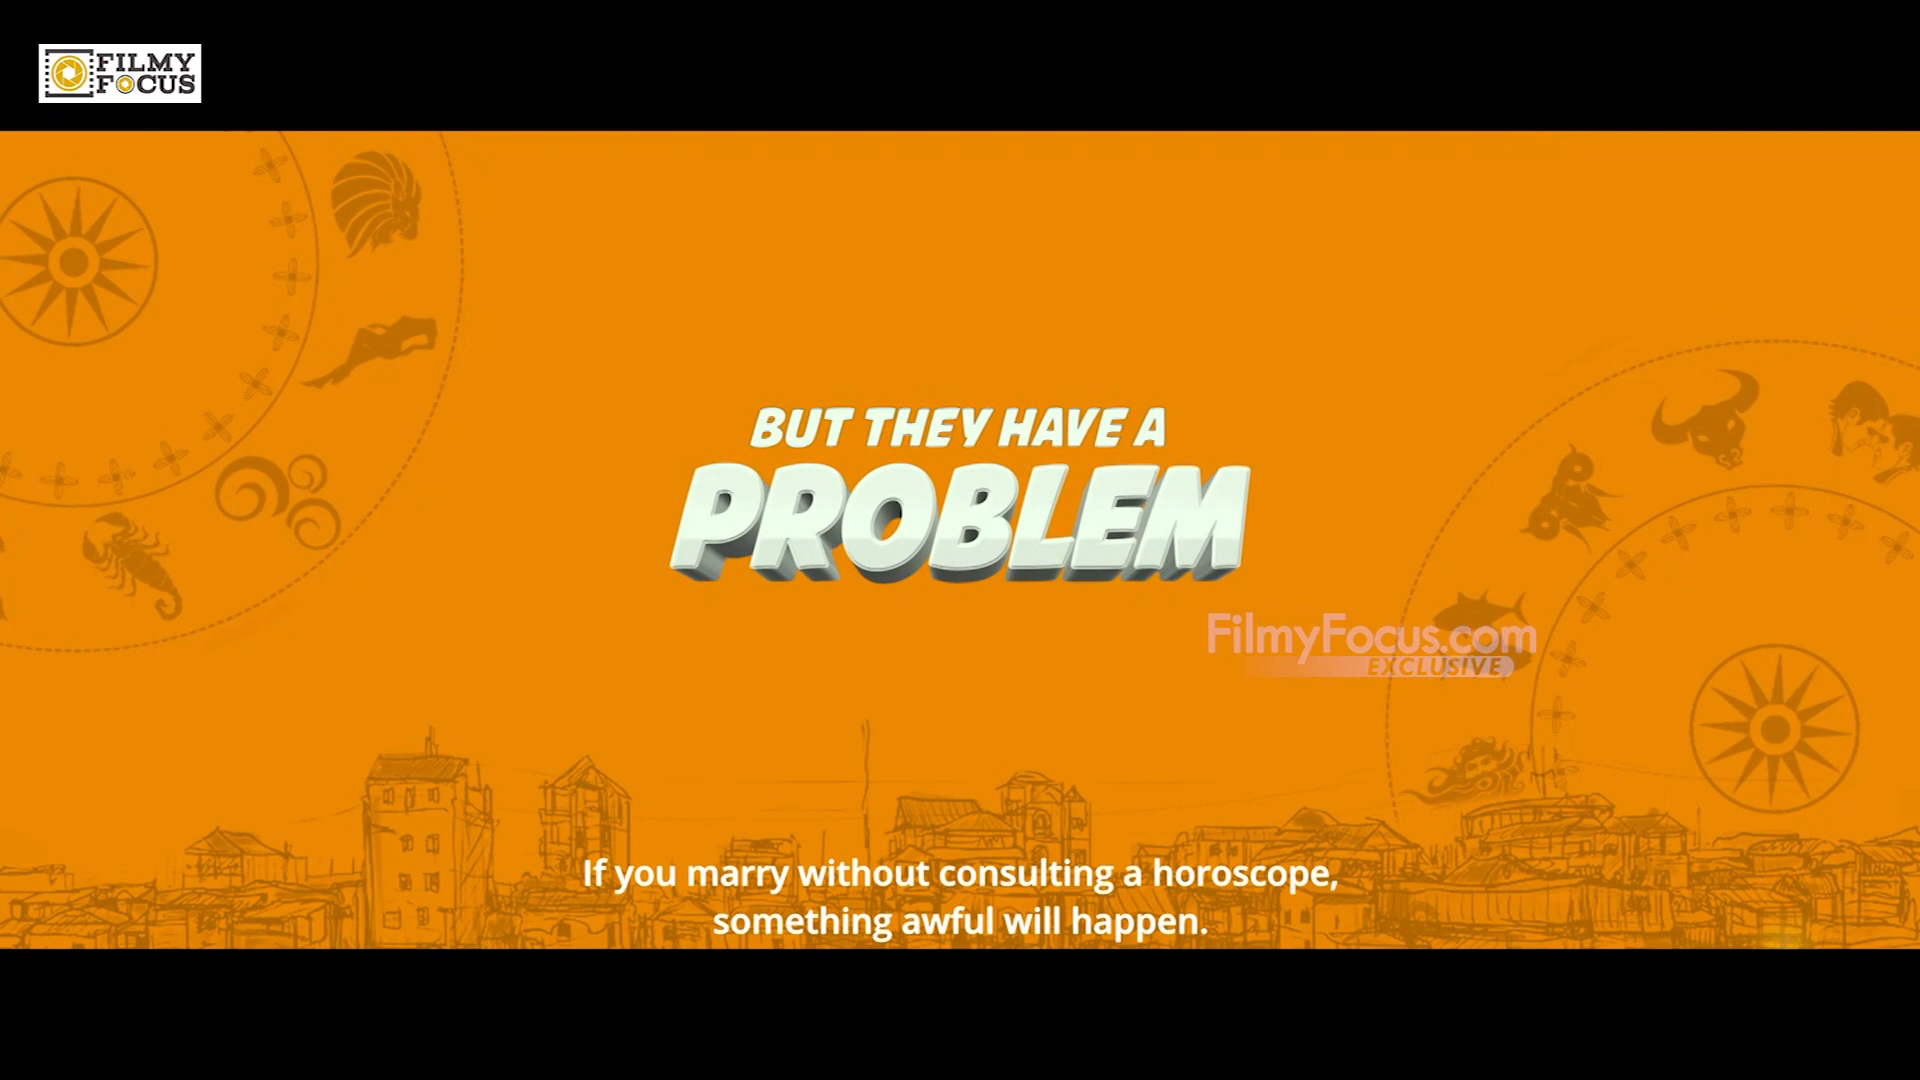 FILMY
FOCUS
BUT THEY HAVE A
PROBLEM
FilmyFocus.com
EXCLUSIVE
If you marry without consulting a horoscope,
something awful will happen.